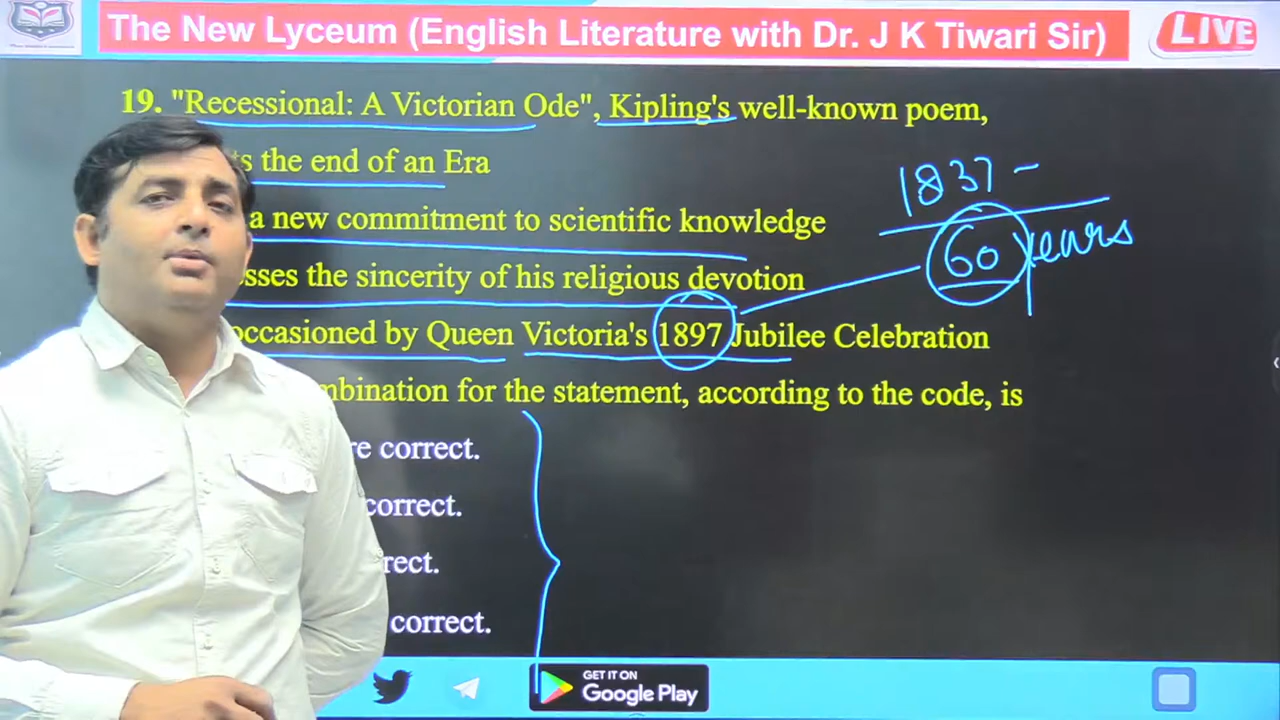 The New Lyceum (English Literature with Dr. J K Tiwari Sir)
LIVE
19. "Recessional: A Victorian Ode", Kipling's well-known poem,
the end of an Era
1837 -
a new commitment to scientific knowledge
60 years
the sincerity of his religious devotion
occasioned by Queen Victoria's 1897 Jubilee Celebration
for the statement, according to the code, is
correct.
correct.
correct.
GET IT ON
Google Play